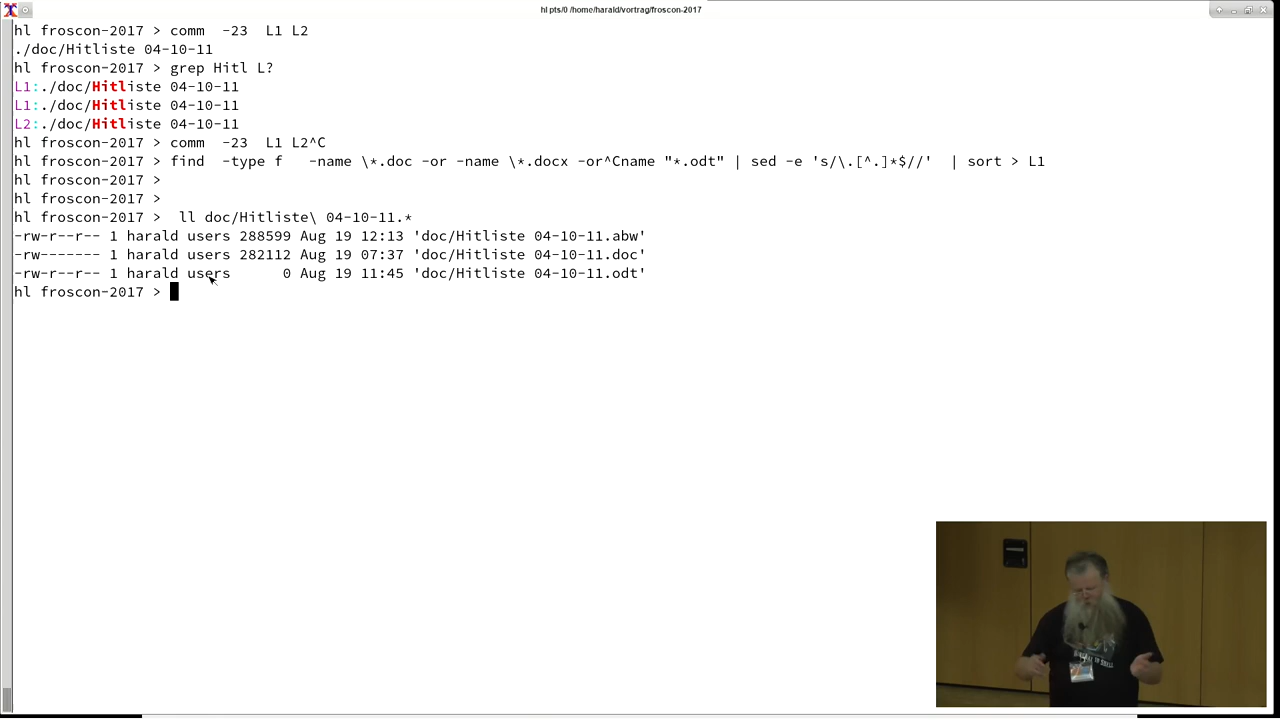 hl pts/0 /home/harald/vortrag/froscon-2017
hl froscon-2017 > comm  -23  L1 L2
./doc/Hitliste 04-10-11
hl froscon-2017 > grep Hitl L?
L1:./doc/Hitliste 04-10-11
L1:./doc/Hitliste 04-10-11
L2:./doc/Hitliste 04-10-11
hl froscon-2017 > comm  -23  L1 L2^C
hl froscon-2017 > find  -type f   -name \*.doc -or -name \*.docx -or^Cname "*.odt" | sed -e 's/\.[^.]*$//'  | sort > L1
hl froscon-2017 >
hl froscon-2017 >
hl froscon-2017 >  ll doc/Hitliste\ 04-10-11.*
-rw-r--r-- 1 harald users 288599 Aug 19 12:13 'doc/Hitliste 04-10-11.abw'
-rw------- 1 harald users 282112 Aug 19 07:37 'doc/Hitliste 04-10-11.doc'
-rw-r--r-- 1 harald users      0 Aug 19 11:45 'doc/Hitliste 04-10-11.odt'
hl froscon-2017 >